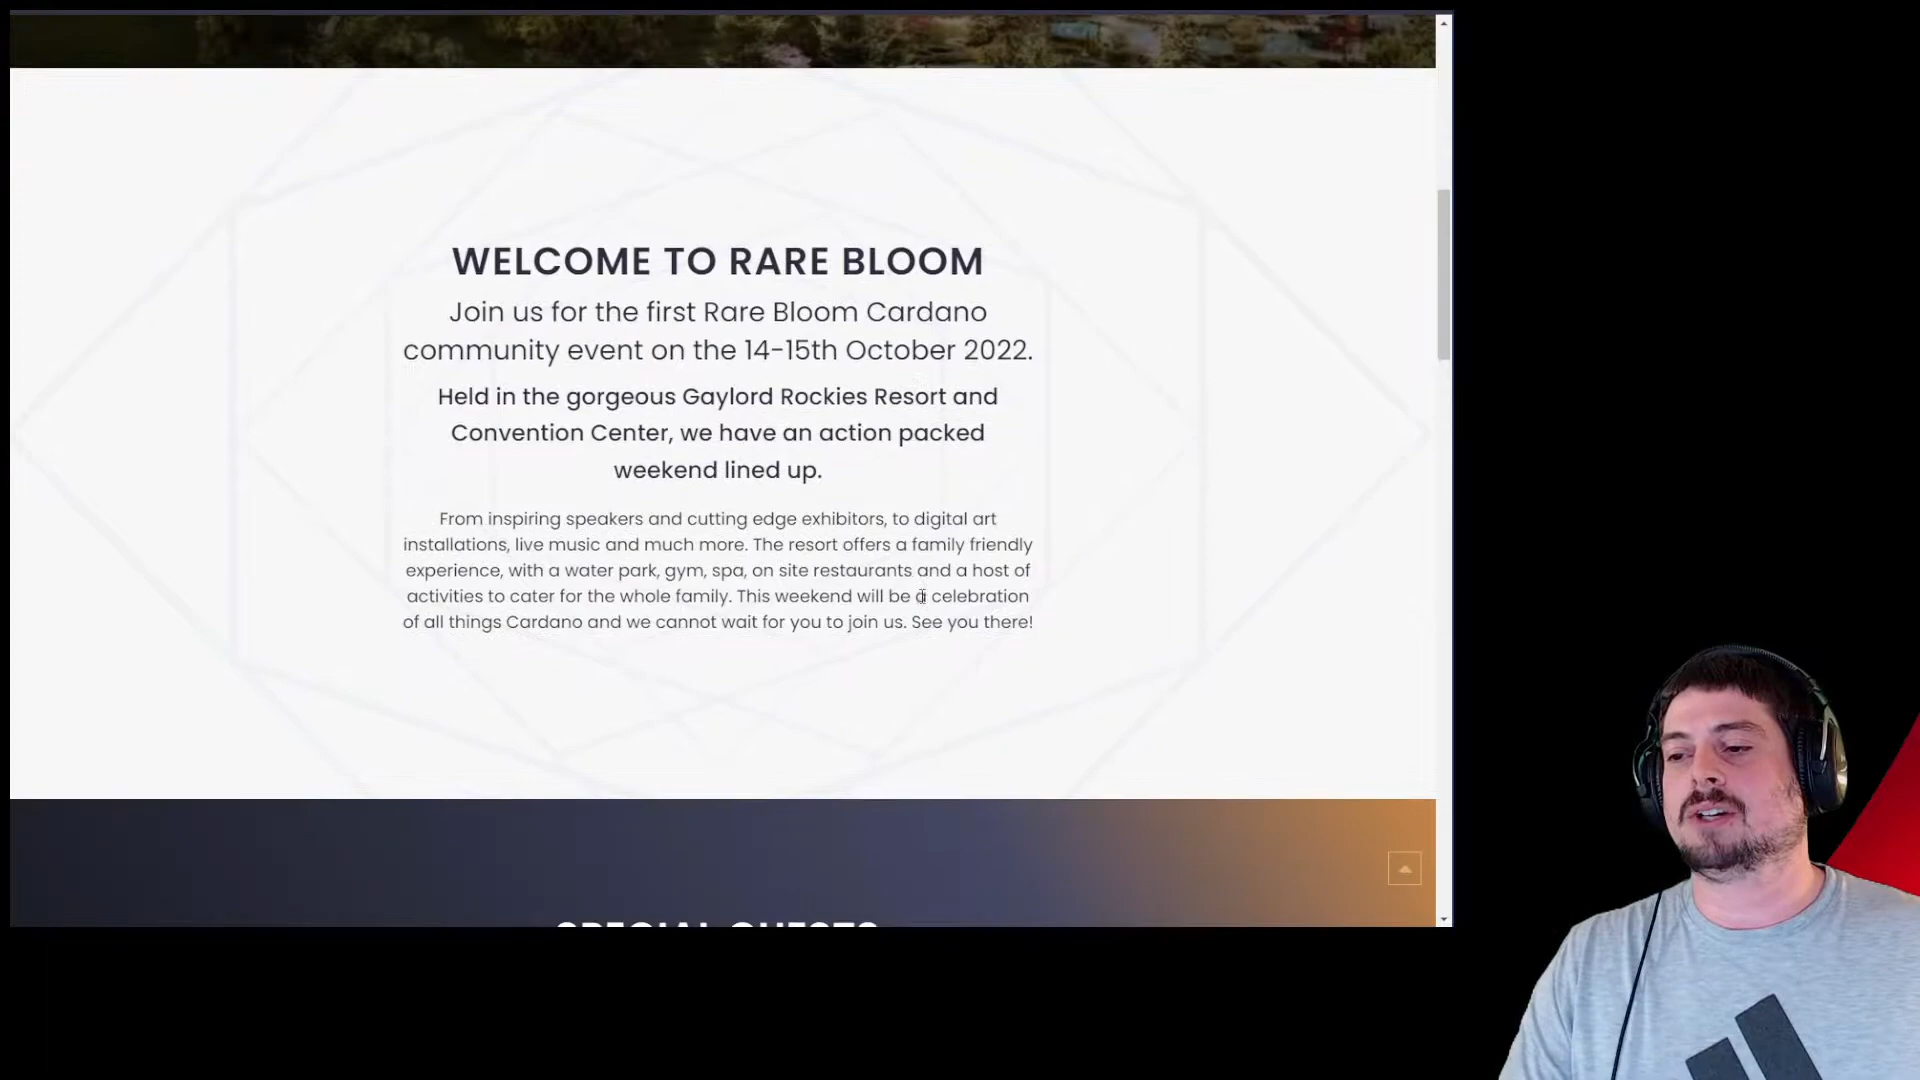 WELCOME TO RARE BLOOM
Join us for the first Rare Bloom Cardano
community event on the 14-15th October 2022.
Held in the gorgeous Gaylord Rockies Resort and
Convention Center, we have an action packed
weekend lined up.
From inspiring speakers and cutting edge exhibitors, to digital art
installations, live music and much more. The resort offers a family friendly
experience, with a water park, gym, spa, on site restaurants and a host of
activities to cater for the whole family. This weekend will be a celebration
of all things Cardano and we cannot wait for you to join us. See you there!
SPECIAL GUESTS